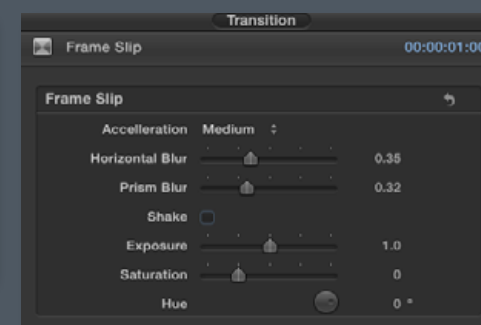 Transition
Frame Slip 00:00:01:00
Frame Slip
Accelleration Medium
Horizontal Blur 0.35
Prism Blur 0.32
Shake
Exposure 1.0
Saturation 0
Hue 0 °